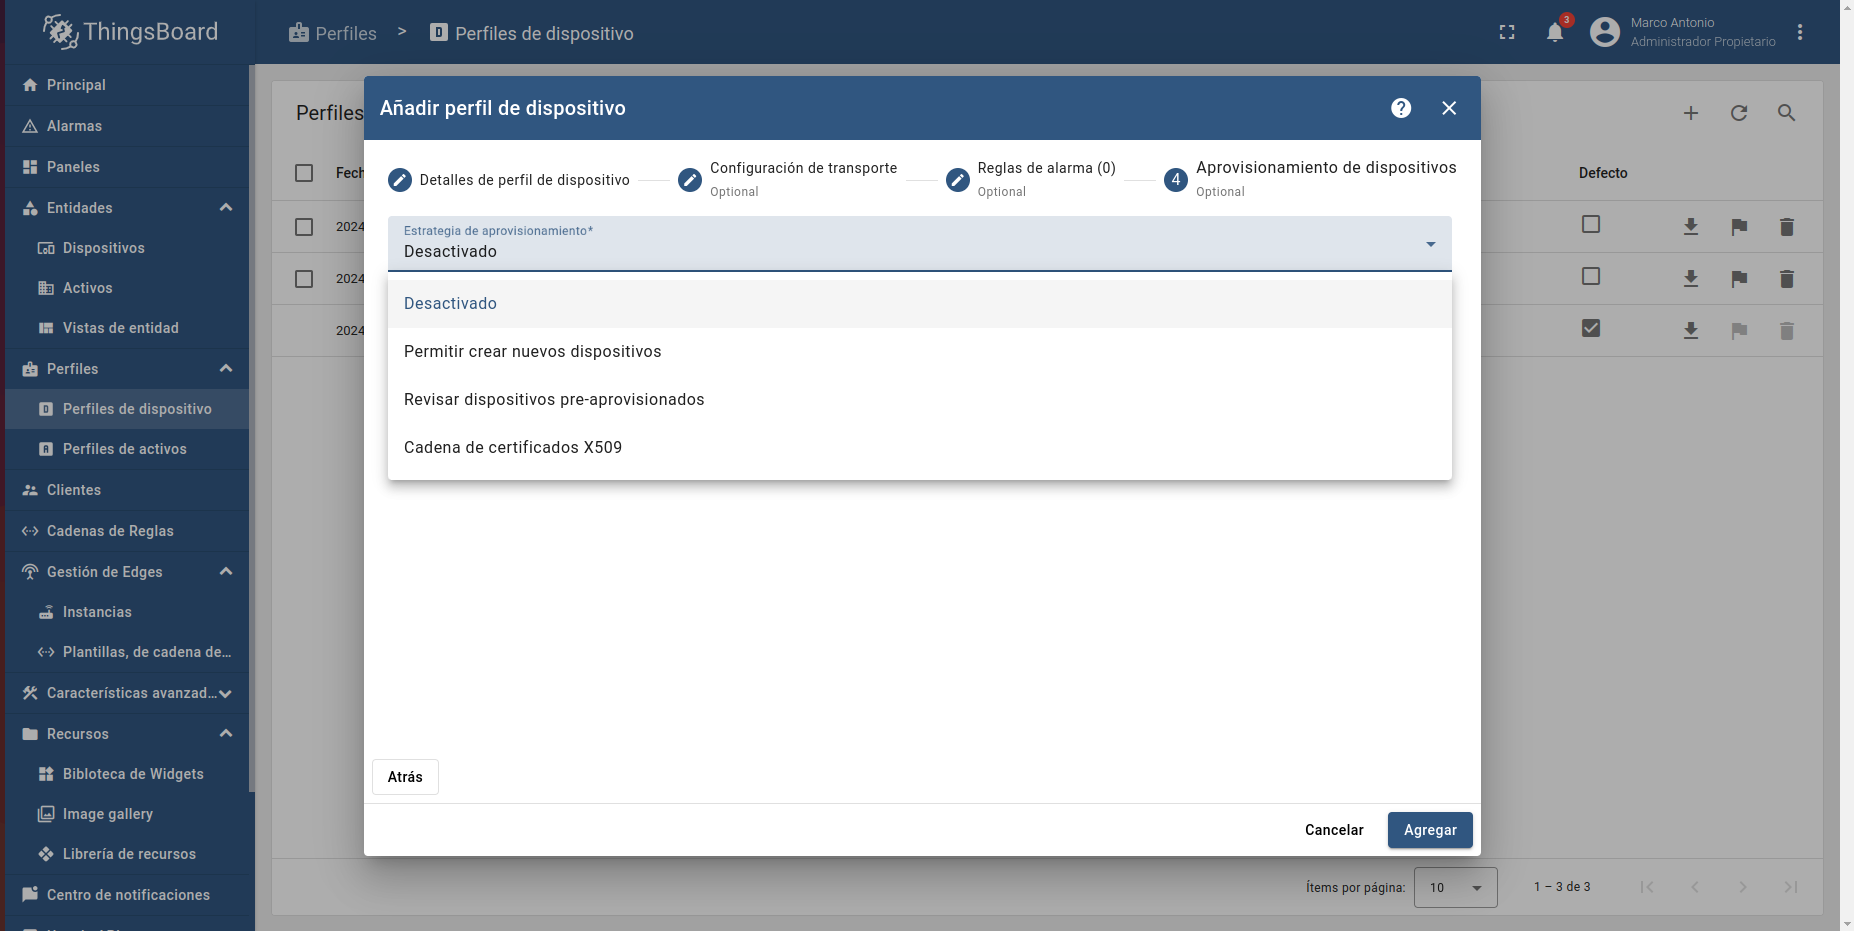 ThingsBoard
Perfiles > Perfiles de dispositivo
3
Marco Antonio
Administrador Propietario
Principal
Alarmas
Paneles
Entidades
Dispositivos
Activos
Vistas de entidad
Perfiles
Perfiles de dispositivo
Perfiles de activos
Clientes
Cadenas de Reglas
Gestión de Edges
Instancias
Plantillas, de cadena de...
Características avanzad...
Recursos
Bibloteca de Widgets
Image gallery
Librería de recursos
Centro de notificaciones
Perfiles
Fech
Defecto
2024
2024
2024
Añadir perfil de dispositivo
Detalles de perfil de dispositivo
Configuración de transporte
Optional
Reglas de alarma (0)
Optional
4
Aprovisionamiento de dispositivos
Optional
Estrategia de aprovisionamiento*
Desactivado
Desactivado
Permitir crear nuevos dispositivos
Revisar dispositivos pre-aprovisionados
Cadena de certificados X509
Atrás
Cancelar
Agregar
Ítems por página:
10
1 – 3 de 3